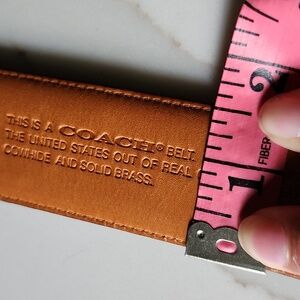 THIS IS A COACH® BELT.
THE UNITED STATES OUT OF REAL
COWHIDE AND SOLID BRASS.
1
2
FIBER